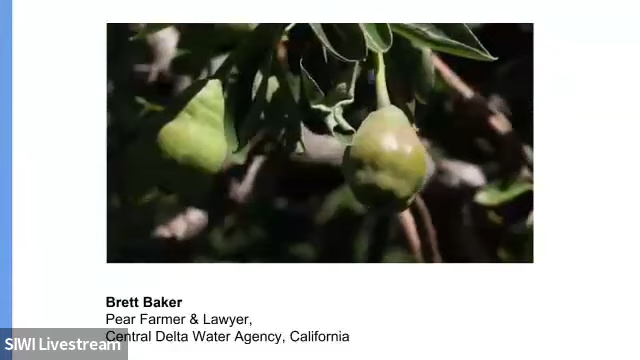 Brett Baker
Pear Farmer & Lawyer,
Central Delta Water Agency, California
SIWI Livestream